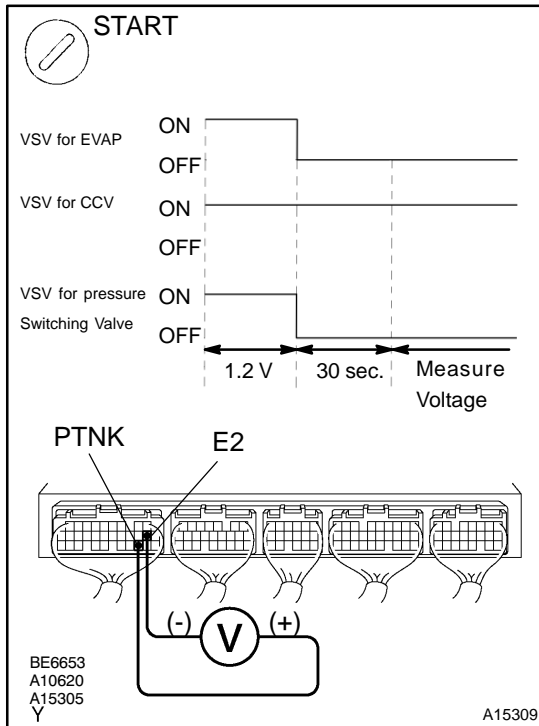 START
VSV for EVAP
ON
OFF
VSV for CCV
ON
OFF
VSV for pressure
Switching Valve
ON
OFF
1.2 V
30 sec.
Measure
Voltage
PTNK
E2
(-)
V
(+)
BE6653
A10620
A15305
Y
A15309